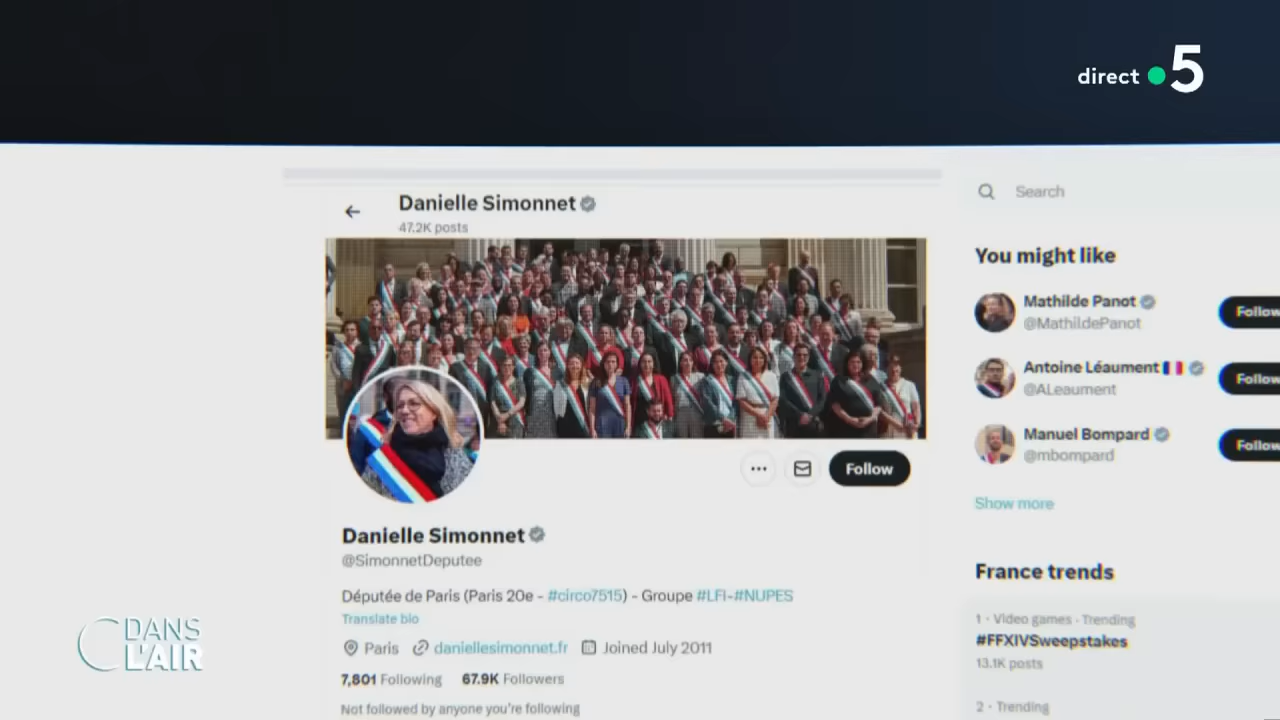 direct 5
Danielle Simonnet
47.2K posts
Search
You might like
Mathilde Panot
@MathildePanot
Follow
Antoine Léaument
@ALeaument
Follow
Manuel Bompard
@mbompard
Follow
Show more
Follow
Danielle Simonnet
@SimonnetDeputee
Députée de Paris (Paris 20e - #circo7515) - Groupe #LFI-#NUPES
Translate bio
Paris daniellesimonnet.fr Joined July 2011
7,801 Following 67.9K Followers
Not followed by anyone you're following
France trends
1 · Video games · Trending
#FFXIVSweepstakes
13.1K posts
2 · Trending
C DANS
L'AIR